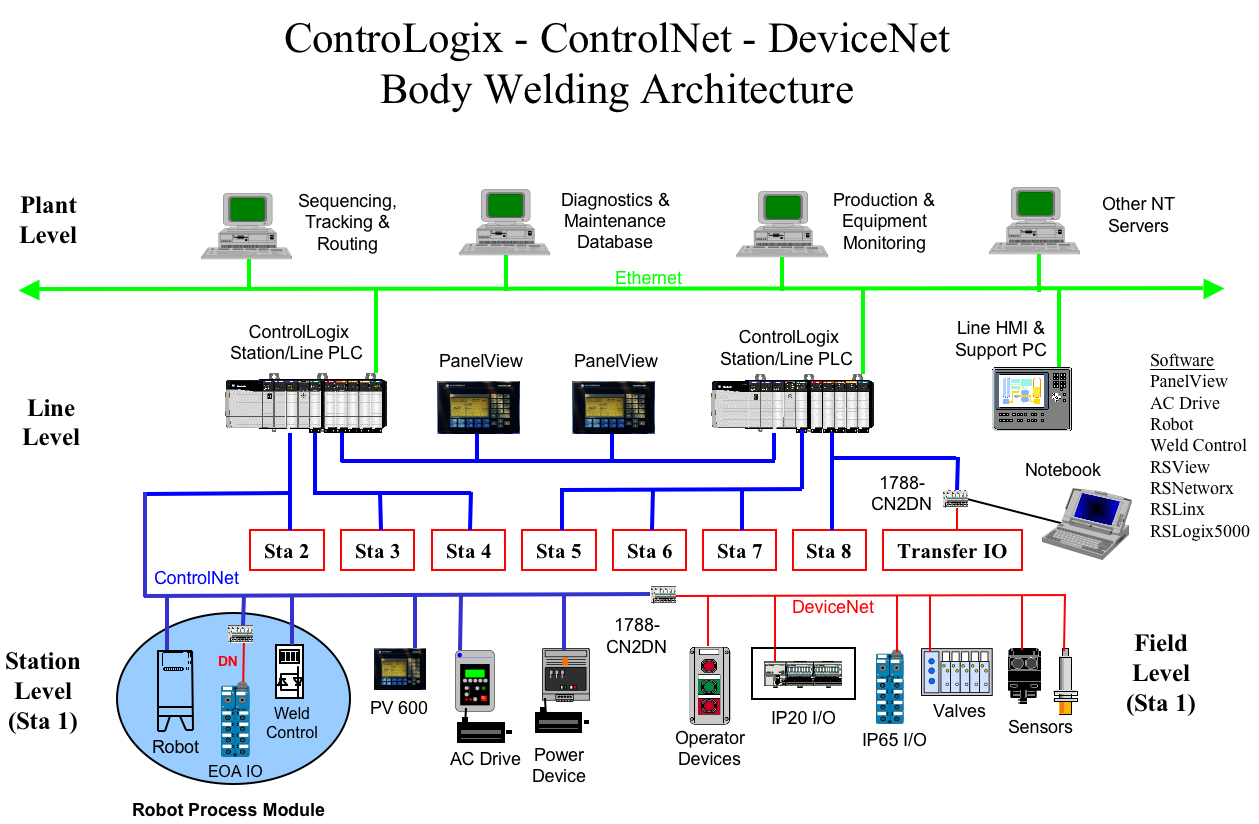 ControLogix - ControlNet - DeviceNet
Body Welding Architecture
Plant
Level
Sequencing,
Tracking &
Routing
Diagnostics &
Maintenance
Database
Production &
Equipment
Monitoring
Other NT
Servers
Ethernet
Line
Level
ControlLogix
Station/Line PLC
PanelView
PanelView
ControlLogix
Station/Line PLC
Line HMI &
Support PC
Software
PanelView
AC Drive
Robot
Weld Control
RSView
RSNetworx
RSLinx
RSLogix5000
1788-
CN2DN
Notebook
Sta 2
Sta 3
Sta 4
Sta 5
Sta 6
Sta 7
Sta 8
Transfer IO
ControlNet
DeviceNet
Station
Level
(Sta 1)
DN
Robot
EOA IO
Weld
Control
Robot Process Module
PV 600
AC Drive
Power
Device
1788-
CN2DN
Operator
Devices
IP20 I/O
IP65 I/O
Valves
Sensors
Field
Level
(Sta 1)